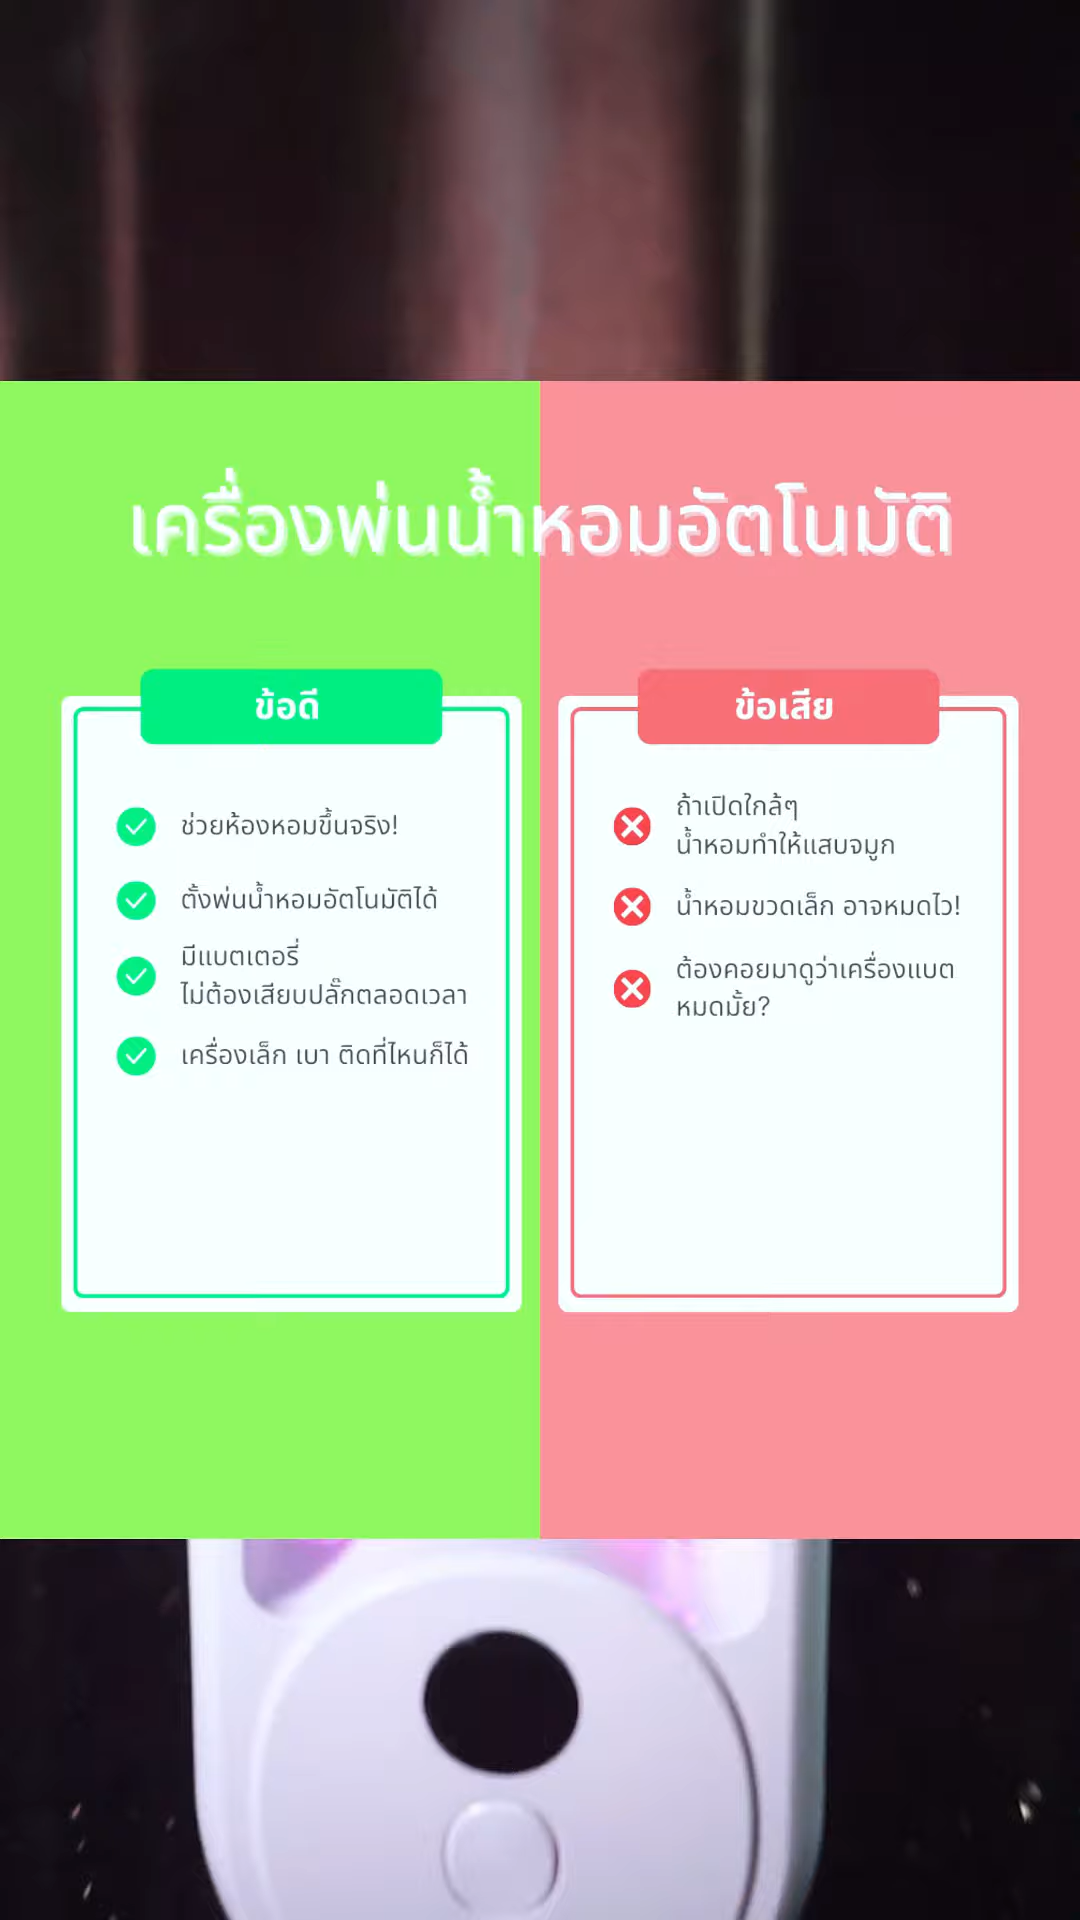 เครื่องพ่นน้ำหอมอัตโนมัติ
ข้อดี
ช่วยห้องหอมขึ้นจริง!
ตั้งพ่นน้ำหอมอัตโนมัติได้
มีแบตเตอรี่
ไม่ต้องเสียบปลั๊กตลอดเวลา
เครื่องเล็ก เบา ติดที่ไหนก็ได้
ข้อเสีย
ถ้าเปิดใกล้ๆ
น้ำหอมทำให้แสบจมูก
น้ำหอมขวดเล็ก อาจหมดไว!
ต้องคอยมาดูว่าเครื่องแบต
หมดมั้ย?